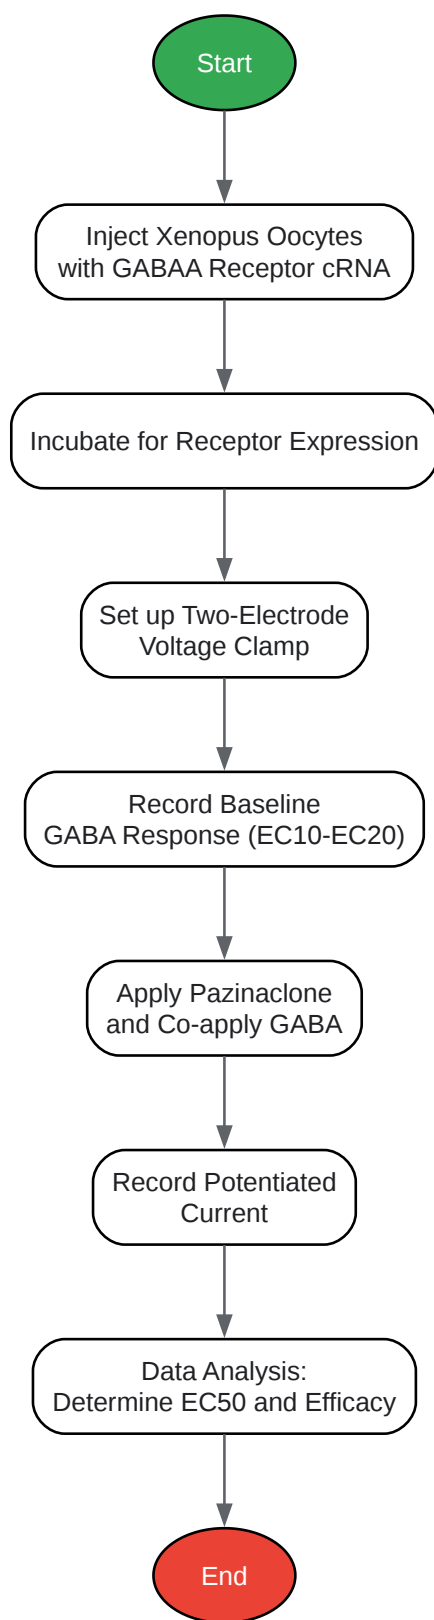 Start
Inject Xenopus Oocytes
with GABAA Receptor cRNA
Incubate for Receptor Expression
Set up Two-Electrode
Voltage Clamp
Record Baseline
GABA Response (EC10-EC20)
Apply Pazinaclone
and Co-apply GABA
Record Potentiated
Current
Data Analysis:
Determine EC50 and Efficacy
End